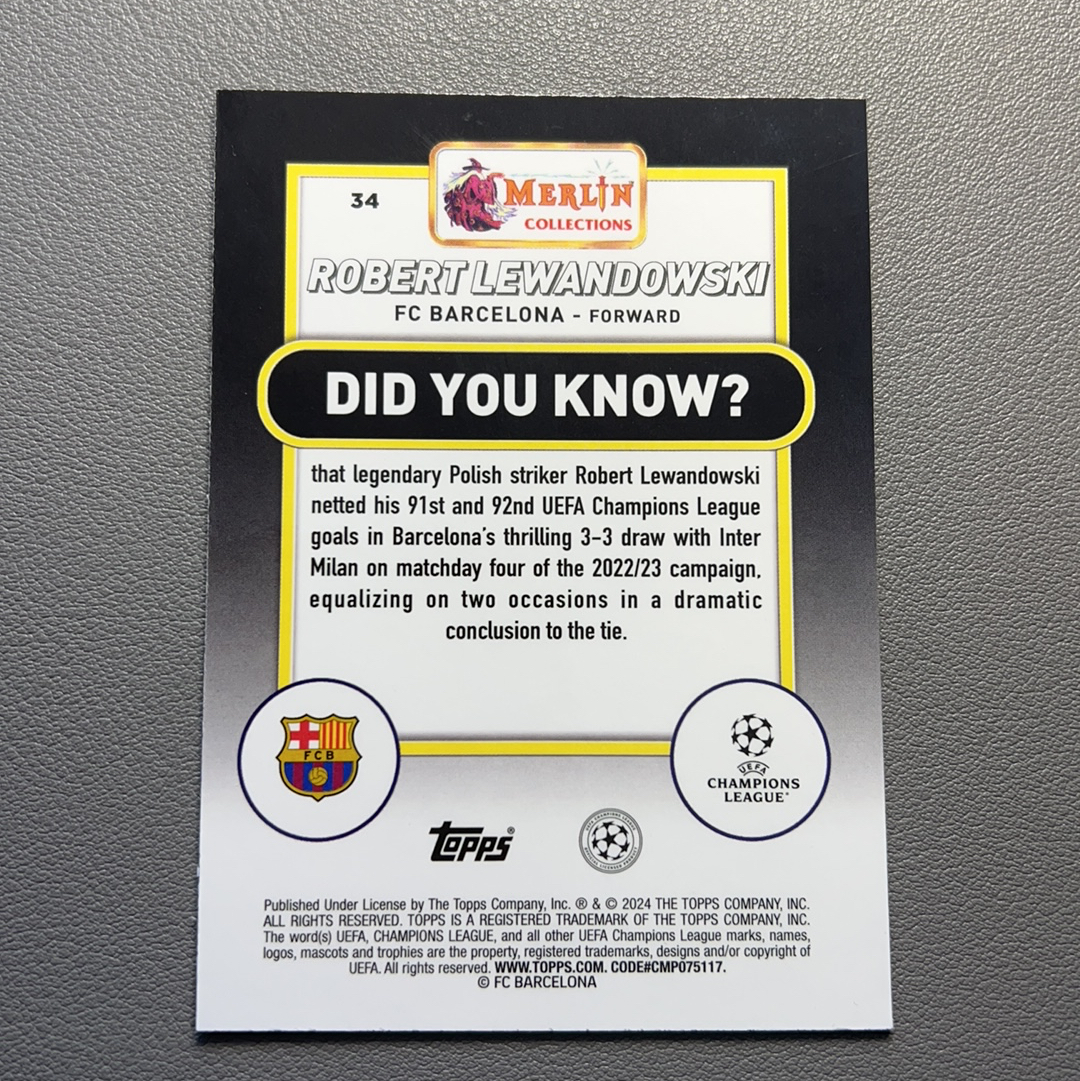 34
MERLIN
COLLECTIONS
ROBERT LEWANDOWSKI
FC BARCELONA - FORWARD
DID YOU KNOW?
that legendary Polish striker Robert Lewandowski
netted his 91st and 92nd UEFA Champions League
goals in Barcelona's thrilling 3–3 draw with Inter
Milan on matchday four of the 2022/23 campaign,
equalizing on two occasions in a dramatic
conclusion to the tie.
FCB
UEFA
CHAMPIONS
LEAGUE®
Topps®
Published Under License by The Topps Company, Inc. ® & © 2024 THE TOPPS COMPANY, INC.
ALL RIGHTS RESERVED. TOPPS IS A REGISTERED TRADEMARK OF THE TOPPS COMPANY, INC.
The word(s) UEFA, CHAMPIONS LEAGUE, and all other UEFA Champions League marks, names,
logos, mascots and trophies are the property, registered trademarks, designs and/or copyright of
UEFA. All rights reserved. WWW.TOPPS.COM. CODE#CMP075117.
© FC BARCELONA